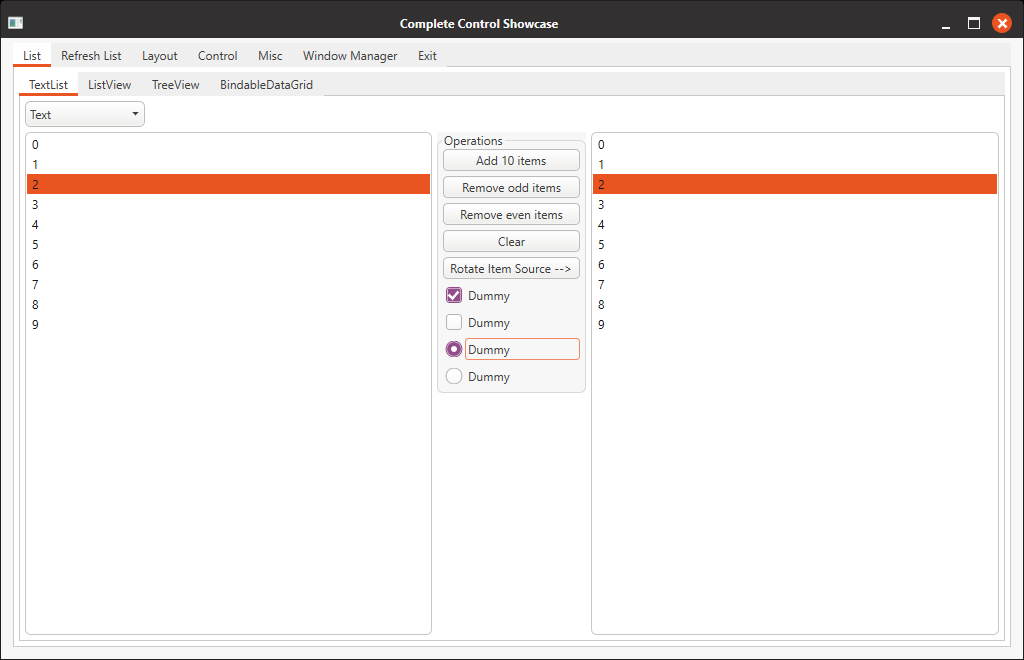 Complete Control Showcase
List Refresh List Layout Control Misc Window Manager Exit
TextList ListView TreeView BindableDataGrid
Text
0
1
2
3
4
5
6
7
8
9
Operations
Add 10 items
Remove odd items
Remove even items
Clear
Rotate Item Source -->
Dummy
Dummy
Dummy
Dummy
0
1
2
3
4
5
6
7
8
9